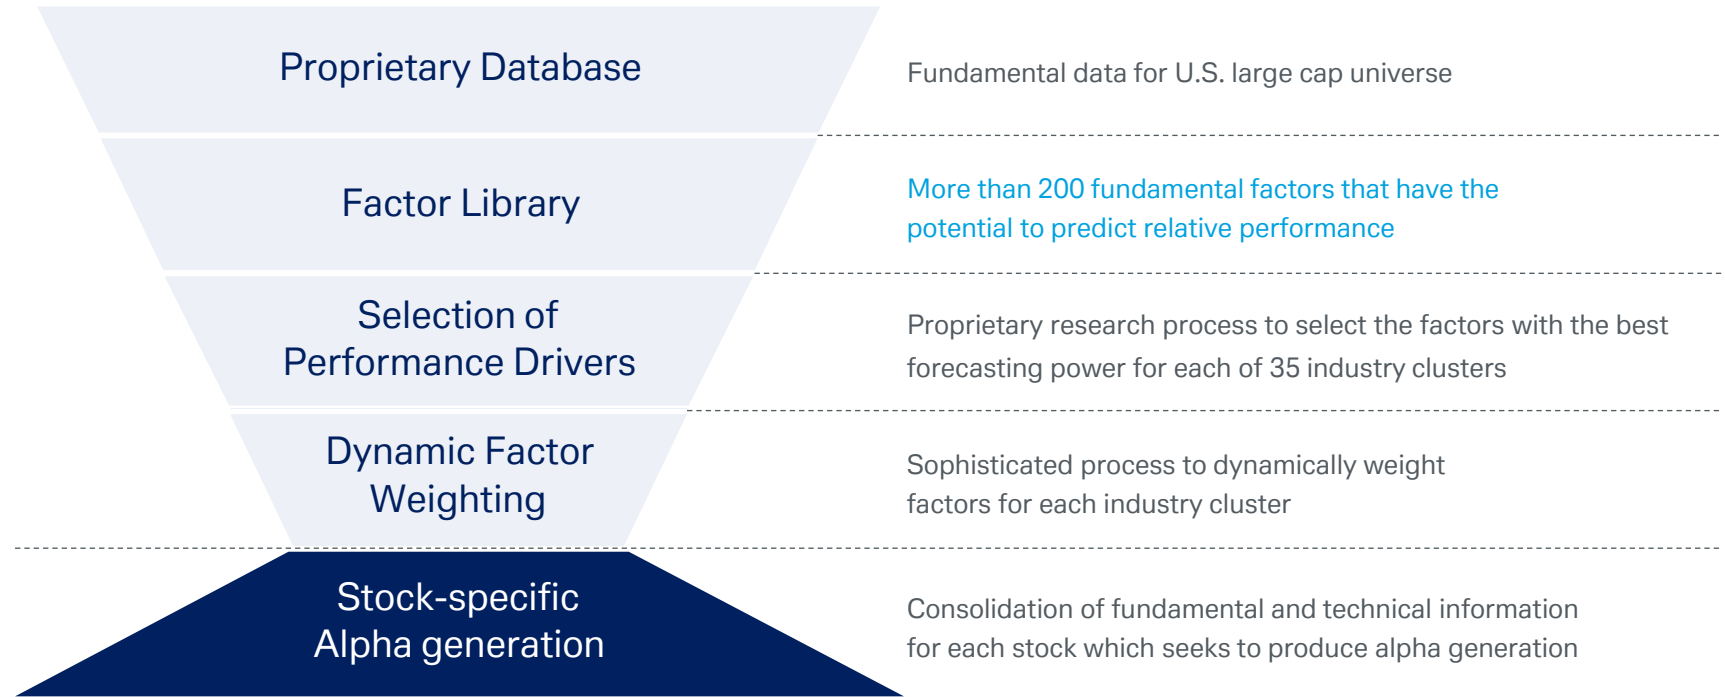 Proprietary Database
Fundamental data for U.S. large cap universe
Factor Library
More than 200 fundamental factors that have the
potential to predict relative performance
Selection of
Performance Drivers
Proprietary research process to select the factors with the best
forecasting power for each of 35 industry clusters
Dynamic Factor
Weighting
Sophisticated process to dynamically weight
factors for each industry cluster
Stock-specific
Alpha generation
Consolidation of fundamental and technical information
for each stock which seeks to produce alpha generation